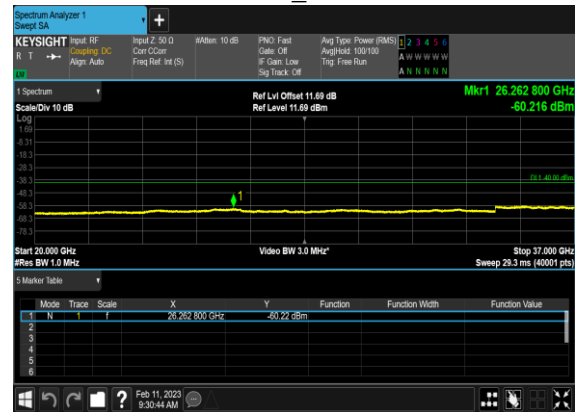 Spectrum Analyzer 1
Swept SA
+
KEYSIGHT Input: RF Input Z: 50 Ω #Atten: 10 dB PNO: Fast Avg Type: Power (RMS) 1 2 3 4 5 6
R T Coupling: DC Corr CCorr Gate: Off Avg|Hold: 100/100 A W W W W W
Align: Auto Freq Ref: Int (S) IF Gain: Low Trig: Free Run
LXI Sig Track: Off A N N N N N
1 Spectrum Ref Lvl Offset 11.69 dB Mkr1 26.262 800 GHz
Scale/Div 10 dB Ref Level 11.69 dBm -60.216 dBm
Log
1.69
-8.31
-18.3
-28.3
-38.3 DL1 -40.00 dBm
-48.3
1
-58.3
-68.3
-78.3
Start 20.000 GHz Video BW 3.0 MHz* Stop 37.000 GHz
#Res BW 1.0 MHz Sweep 29.3 ms (40001 pts)
5 Marker Table
Mode Trace Scale X Y Function Function Width Function Value
1 N 1 f 26.262 800 GHz -60.22 dBm
2
3
4
5
6
? Feb 11, 2023
9:30:44 AM